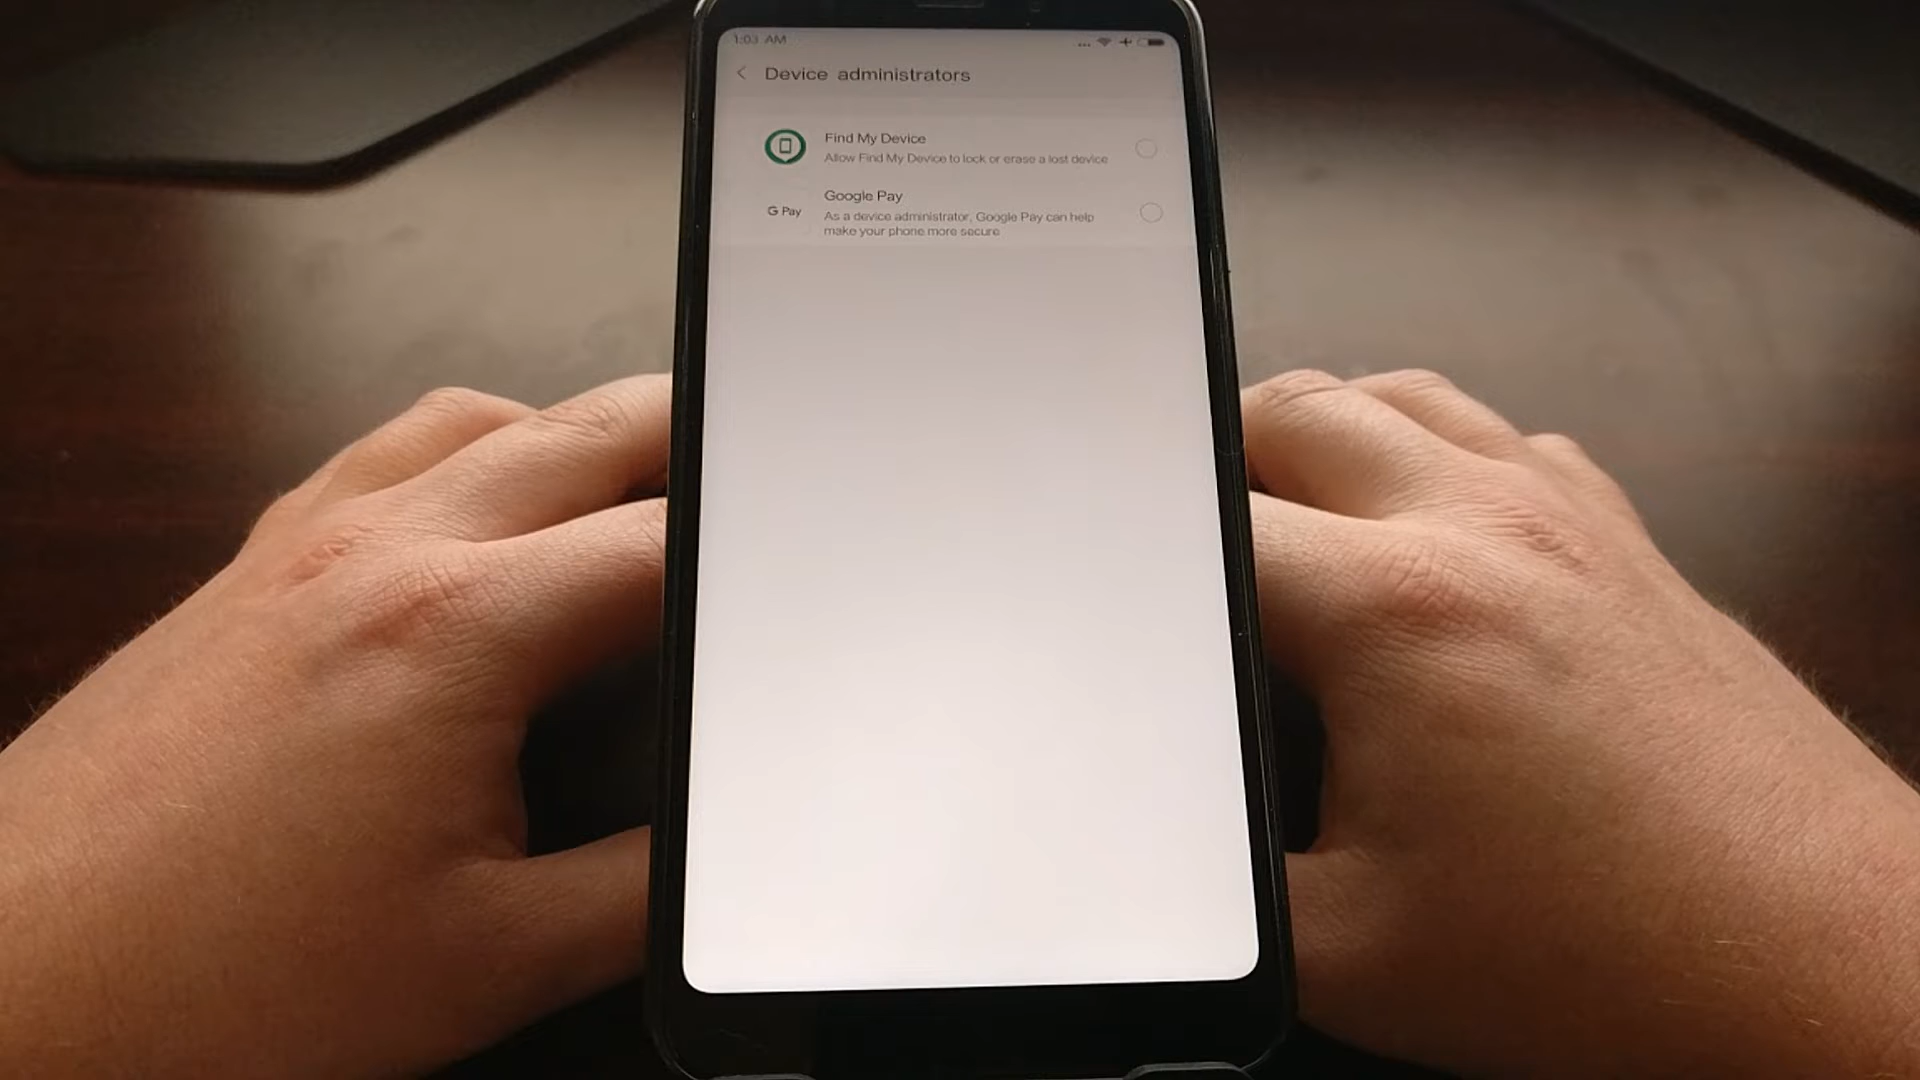 1:03 AM
Device administrators
Find My Device
Allow Find My Device to lock or erase a lost device
G Pay
Google Pay
As a device administrator, Google Pay can help
make your phone more secure